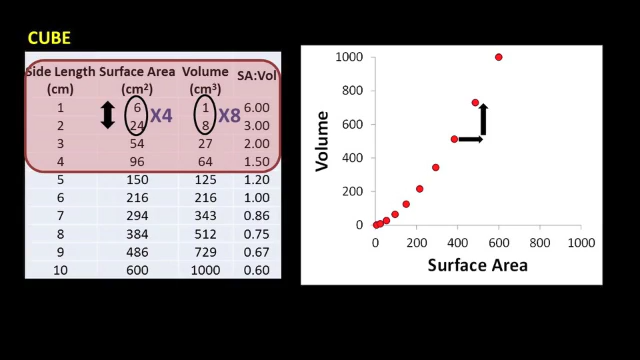 CUBE
Side Length Surface Area Volume SA:Vol
(cm) (cm²) (cm³)
1 6 1 6.00
X4 X8
2 24 8 3.00
3 54 27 2.00
4 96 64 1.50
5 150 125 1.20
6 216 216 1.00
7 294 343 0.86
8 384 512 0.75
9 486 729 0.67
10 600 1000 0.60
1000
800
600
400
200
0
Volume
0 200 400 600 800 1000
Surface Area